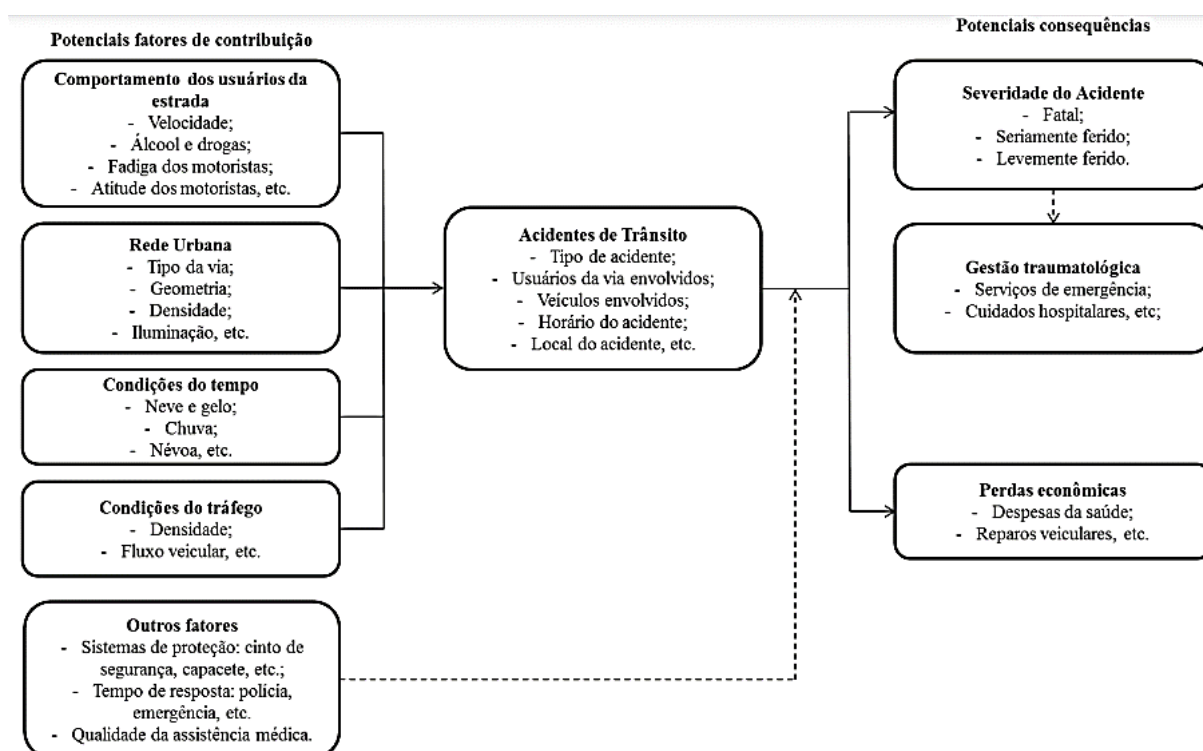 Potenciais fatores de contribuição
Comportamento dos usuários da
estrada
- Velocidade;
- Álcool e drogas;
- Fadiga dos motoristas;
- Atitude dos motoristas, etc.
Rede Urbana
- Tipo da via;
- Geometria;
- Densidade;
- Iluminação, etc.
Condições do tempo
- Neve e gelo;
- Chuva;
- Névoa, etc.
Condições do tráfego
- Densidade;
- Fluxo veicular, etc.
Outros fatores
- Sistemas de proteção: cinto de
segurança, capacete, etc.;
- Tempo de resposta: polícia,
emergência, etc.
- Qualidade da assistência médica.
Acidentes de Trânsito
- Tipo de acidente;
- Usuários da via envolvidos;
- Veículos envolvidos;
- Horário do acidente;
- Local do acidente, etc.
Potenciais consequências
Severidade do Acidente
- Fatal;
- Seriamente ferido;
- Levemente ferido.
Gestão traumatológica
- Serviços de emergência;
- Cuidados hospitalares, etc;
Perdas econômicas
- Despesas da saúde;
- Reparos veiculares, etc.